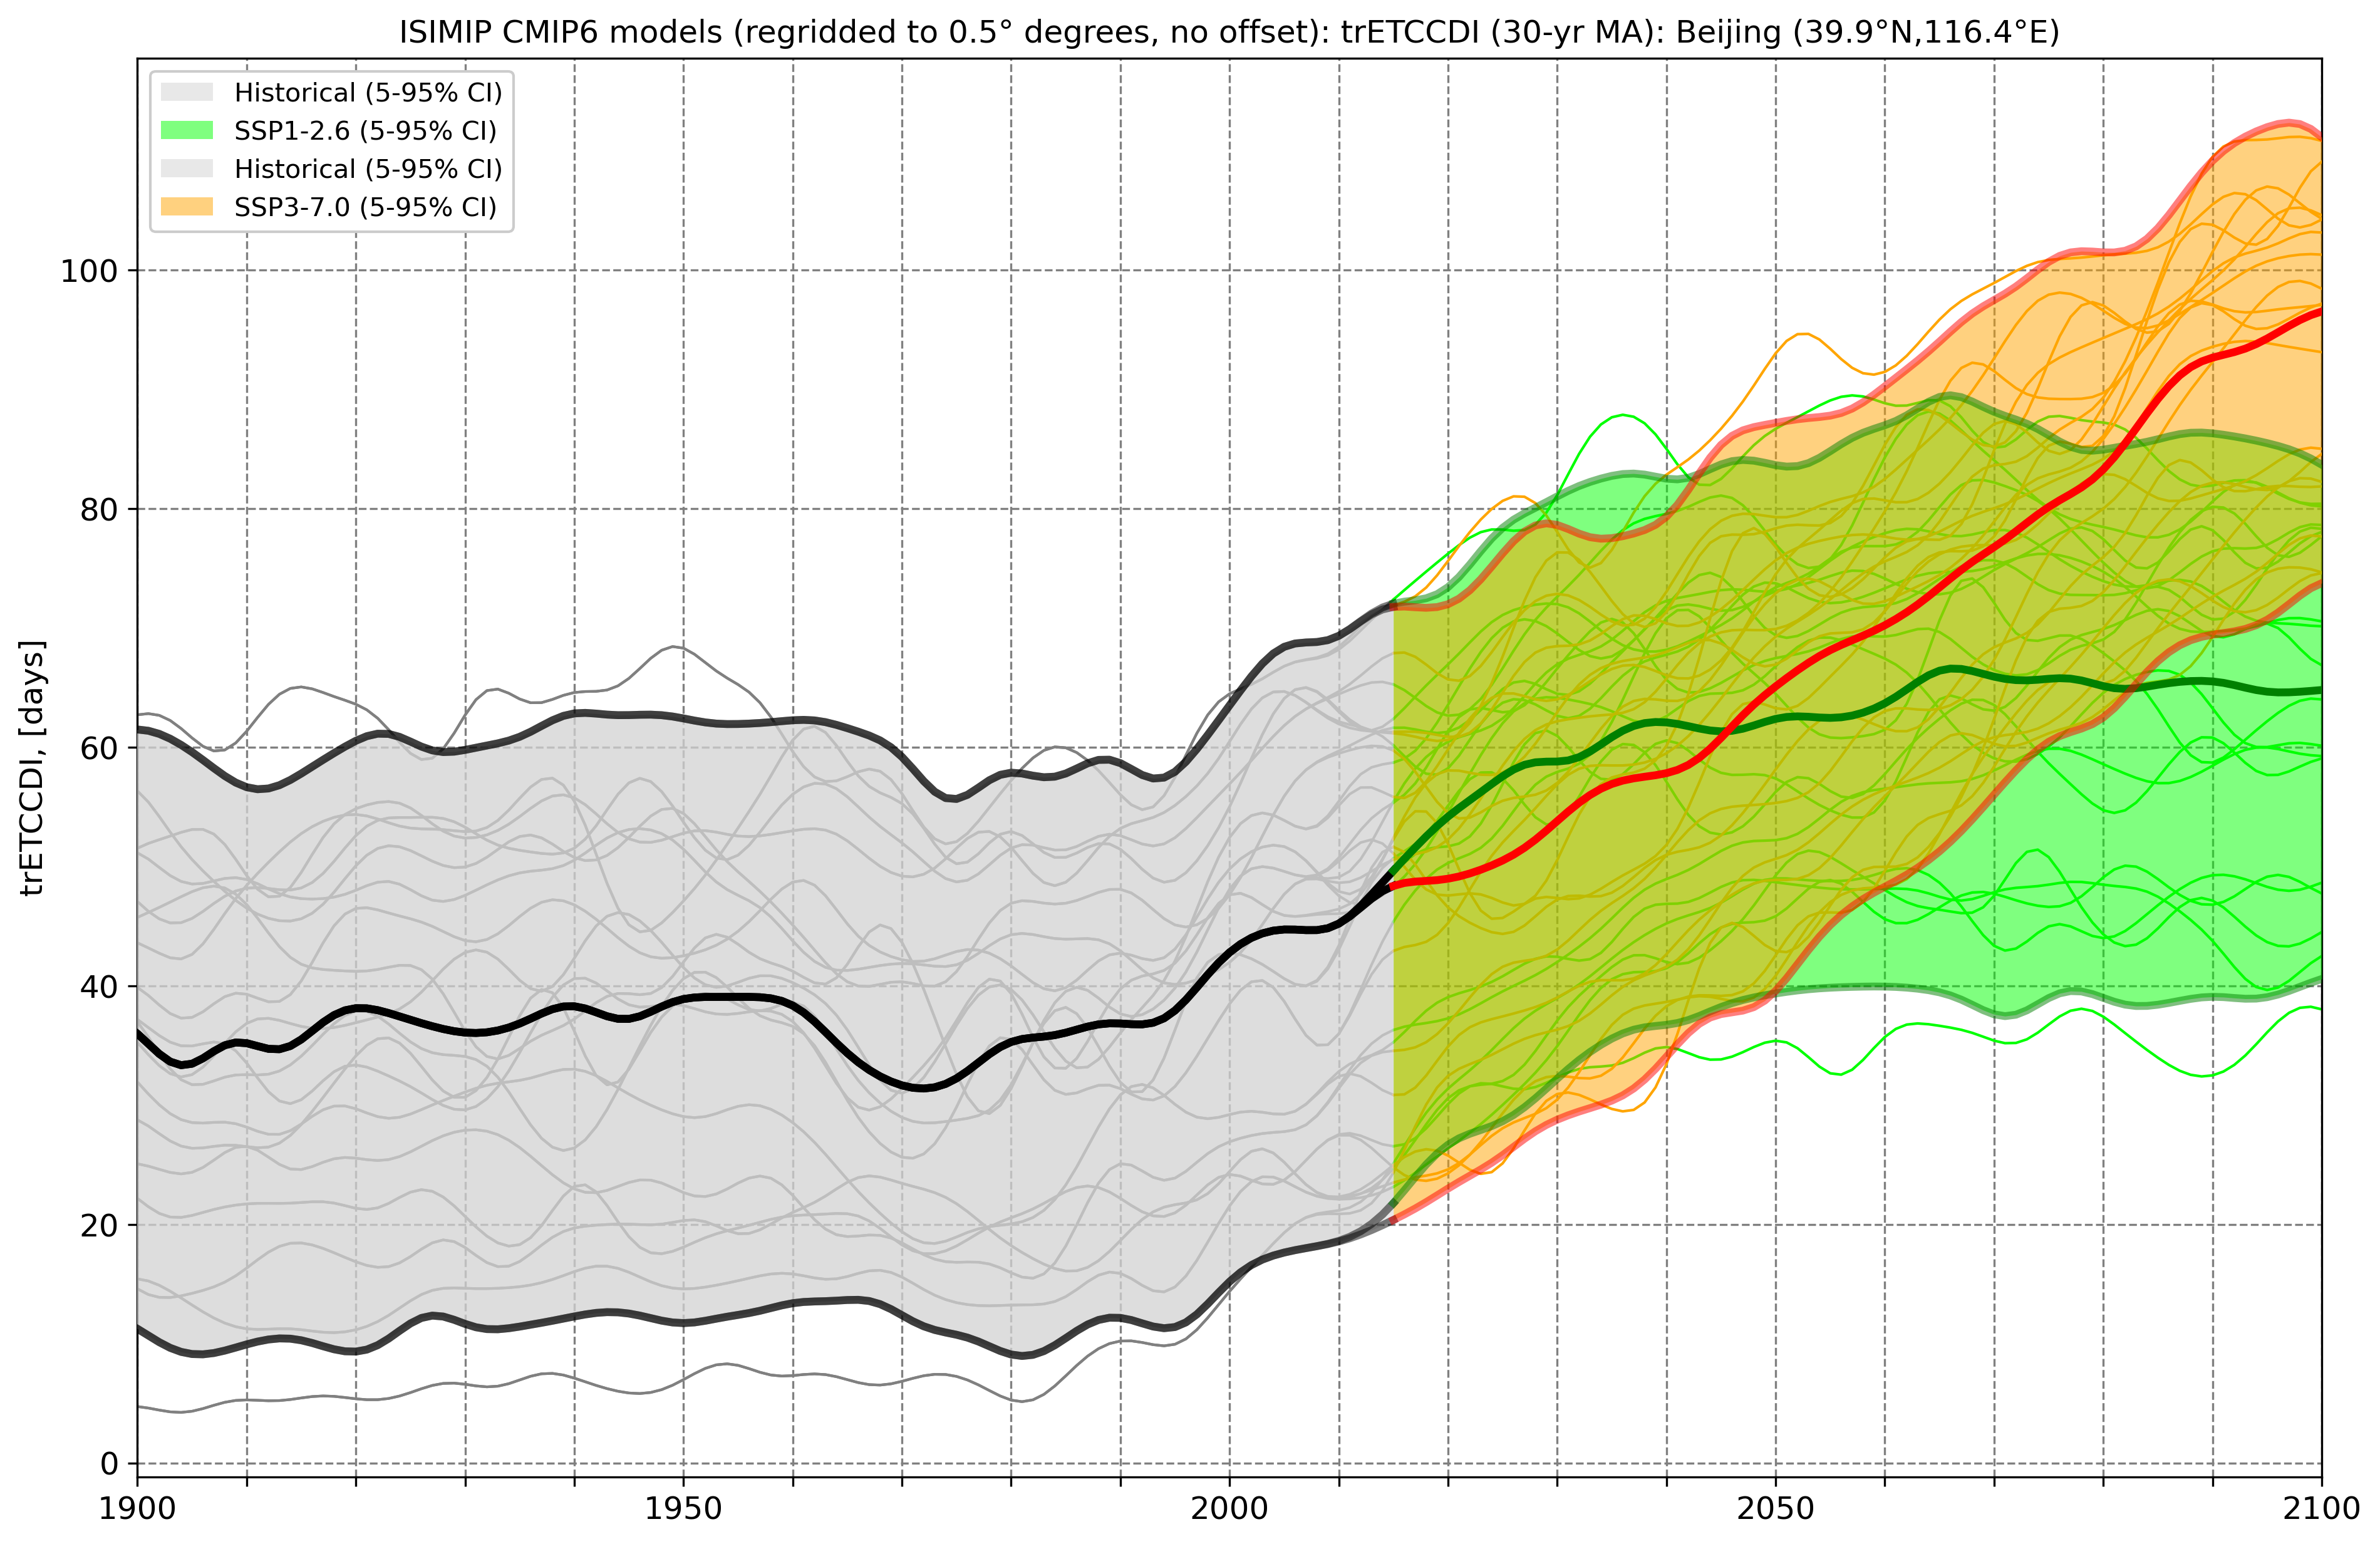 ISIMIP CMIP6 models (regridded to 0.5° degrees, no offset): trETCCDI (30-yr MA): Beijing (39.9°N,116.4°E)
Historical (5-95% CI)
SSP1-2.6 (5-95% CI)
Historical (5-95% CI)
SSP3-7.0 (5-95% CI)
trETCCDI, [days]
100
80
60
40
20
0
1900 1950 2000 2050 2100